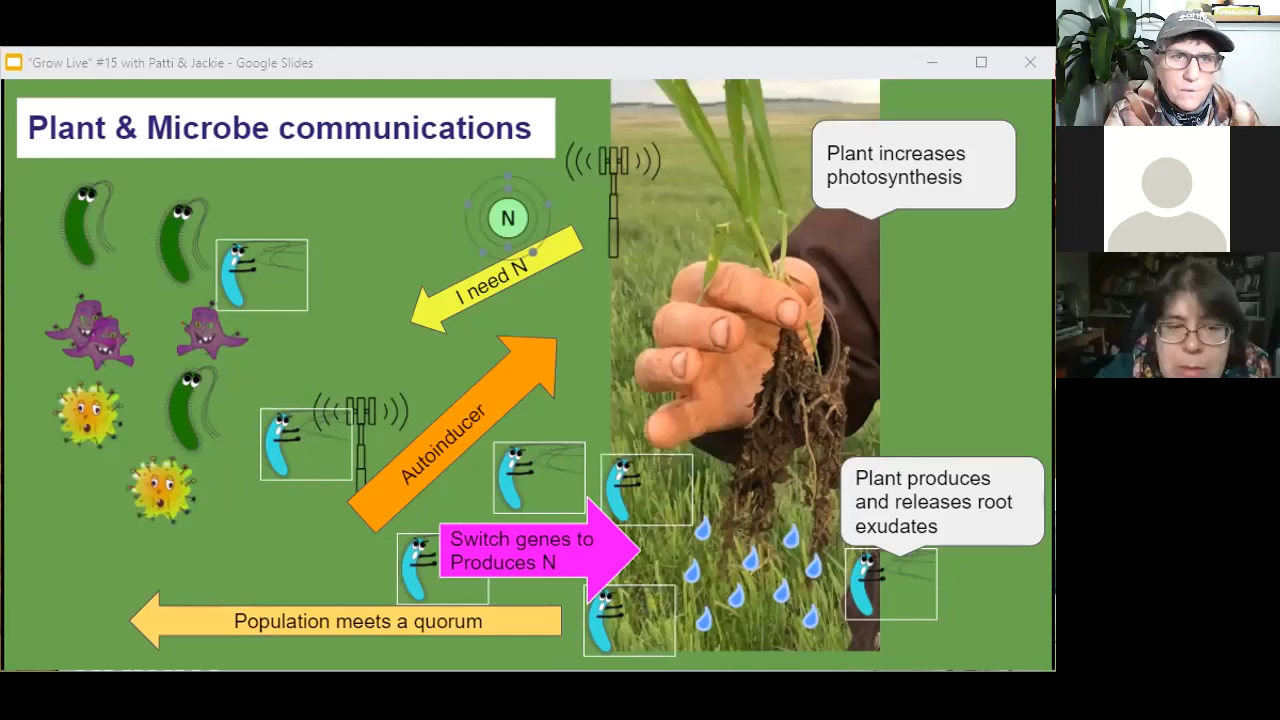 "Grow Live" #15 with Patti & Jackie - Google Slides
Plant & Microbe communications
Plant increases
photosynthesis
N
I need N
Autoinducer
Plant produces
and releases root
exudates
Switch genes to
Produces N
Population meets a quorum